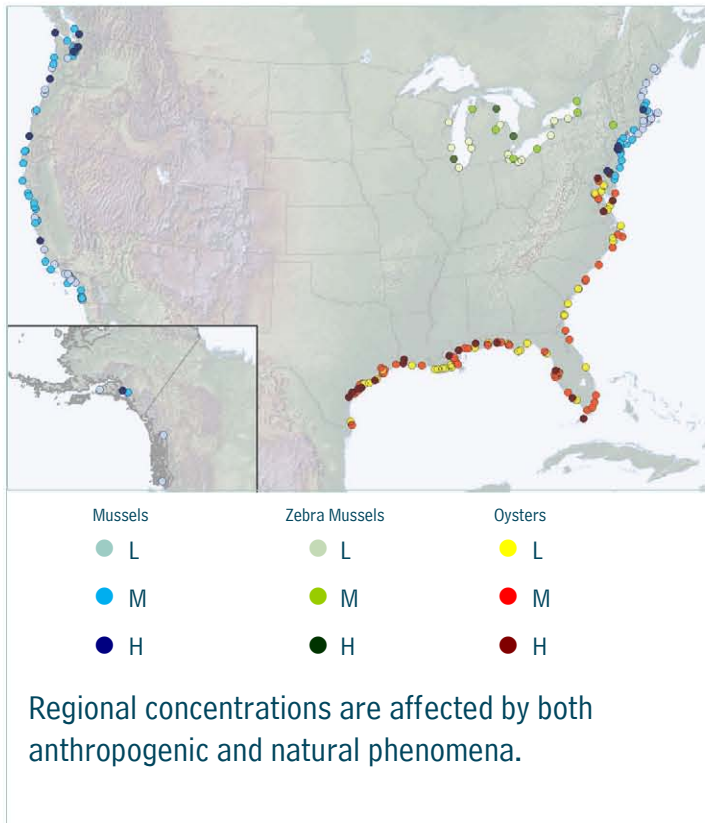 Mussels Zebra Mussels Oysters
L L L
M M M
H H H
Regional concentrations are affected by both
anthropogenic and natural phenomena.